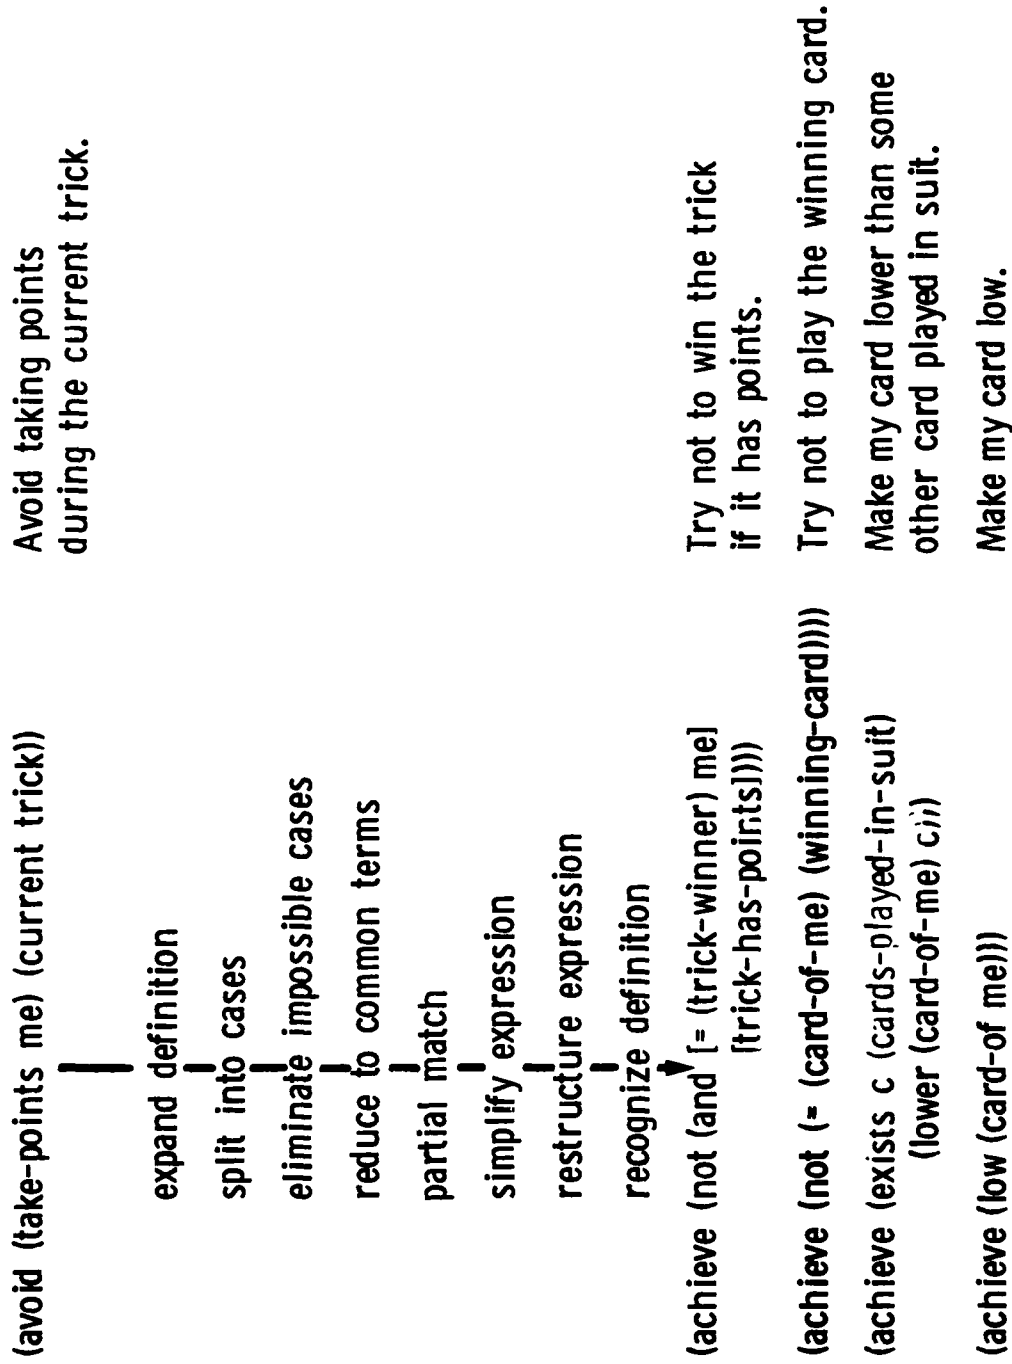 (avoid (take-points me) (current trick))
Avoid taking points
during the current trick.
expand definition
split into cases
eliminate impossible cases
reduce to common terms
partial match
simplify expression
restructure expression
recognize definition
(achieve (not (and [= (trick-winner) me]
[trick-has-points])))
Try not to win the trick
if it has points.
(achieve (not (= (card-of-me) (winning-card))))
Try not to play the winning card.
(achieve (exists c (cards-played-in-suit)
(lower (card-of-me) c)))
Make my card lower than some
other card played in suit.
(achieve (low (card-of me)))
Make my card low.